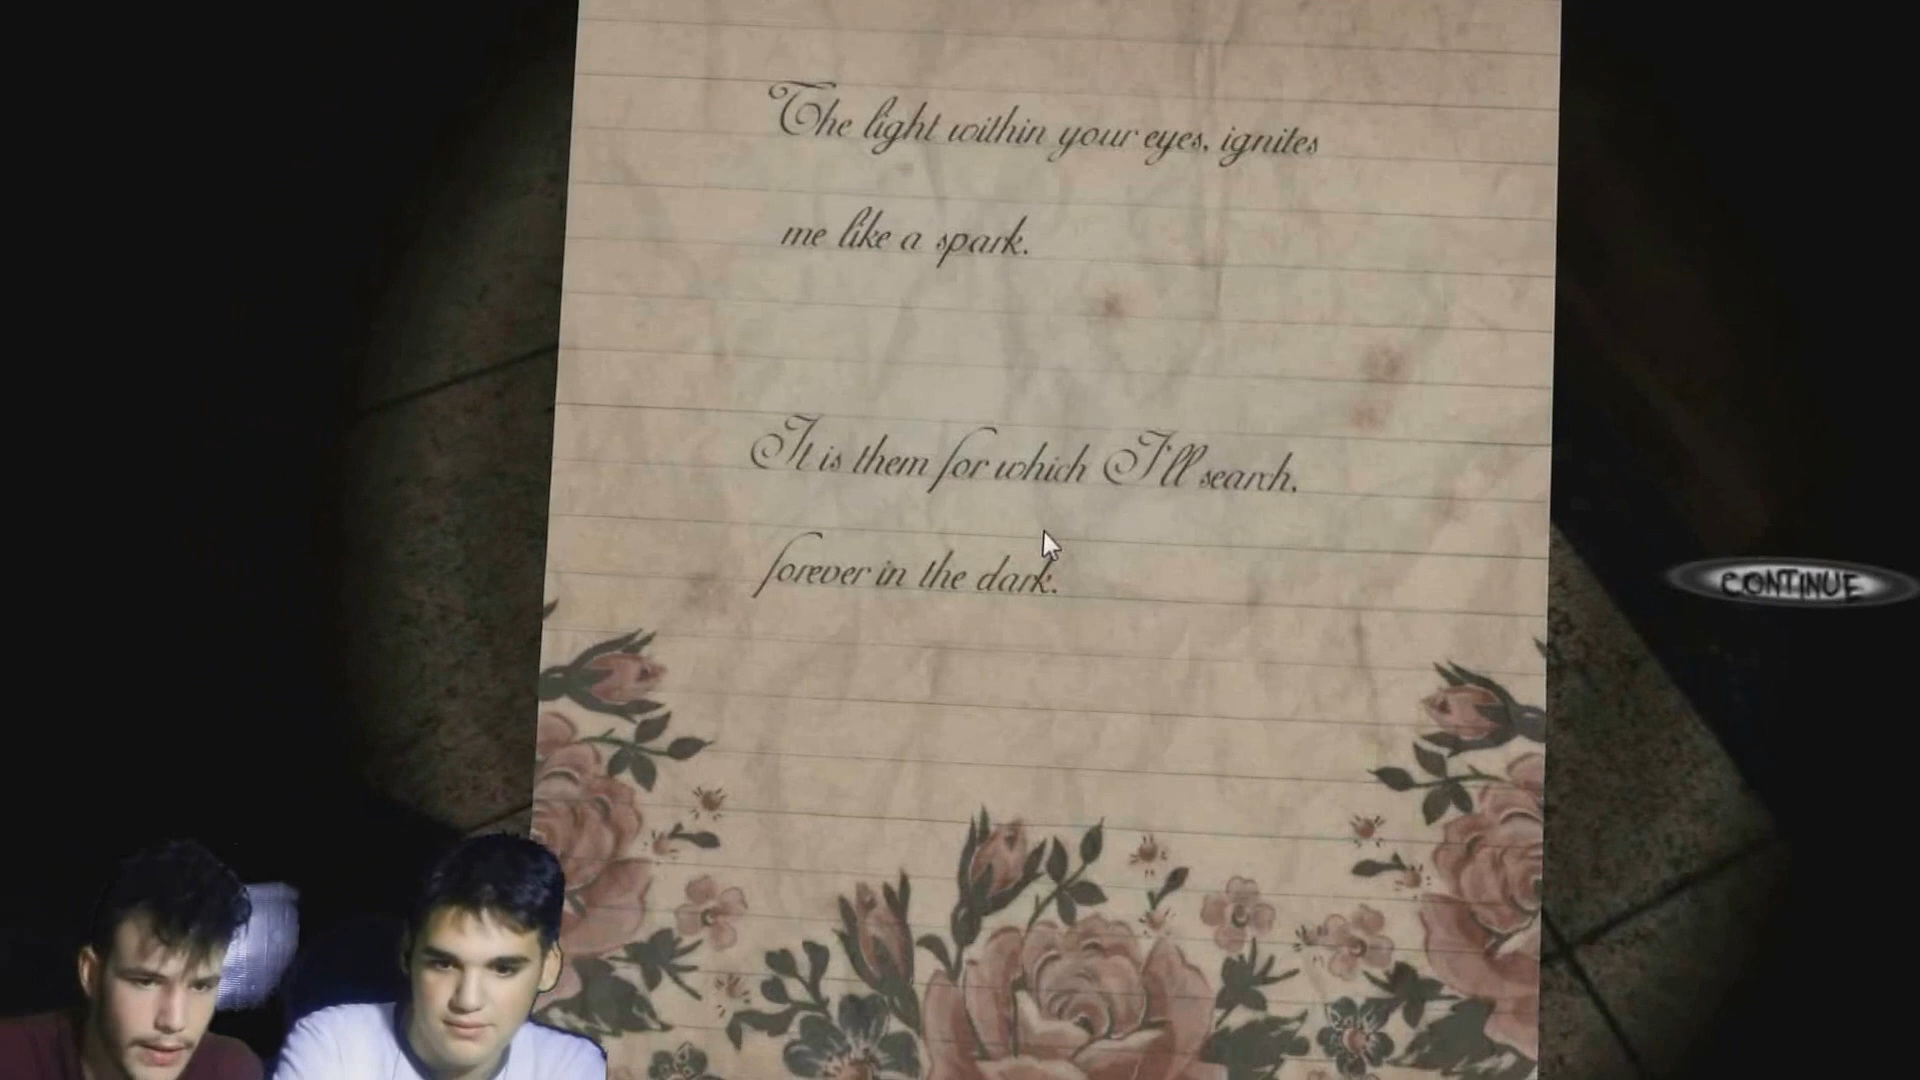 The light within your eyes, ignites
me like a spark.
It is them for which I'll search,
forever in the dark.
CONTINUE